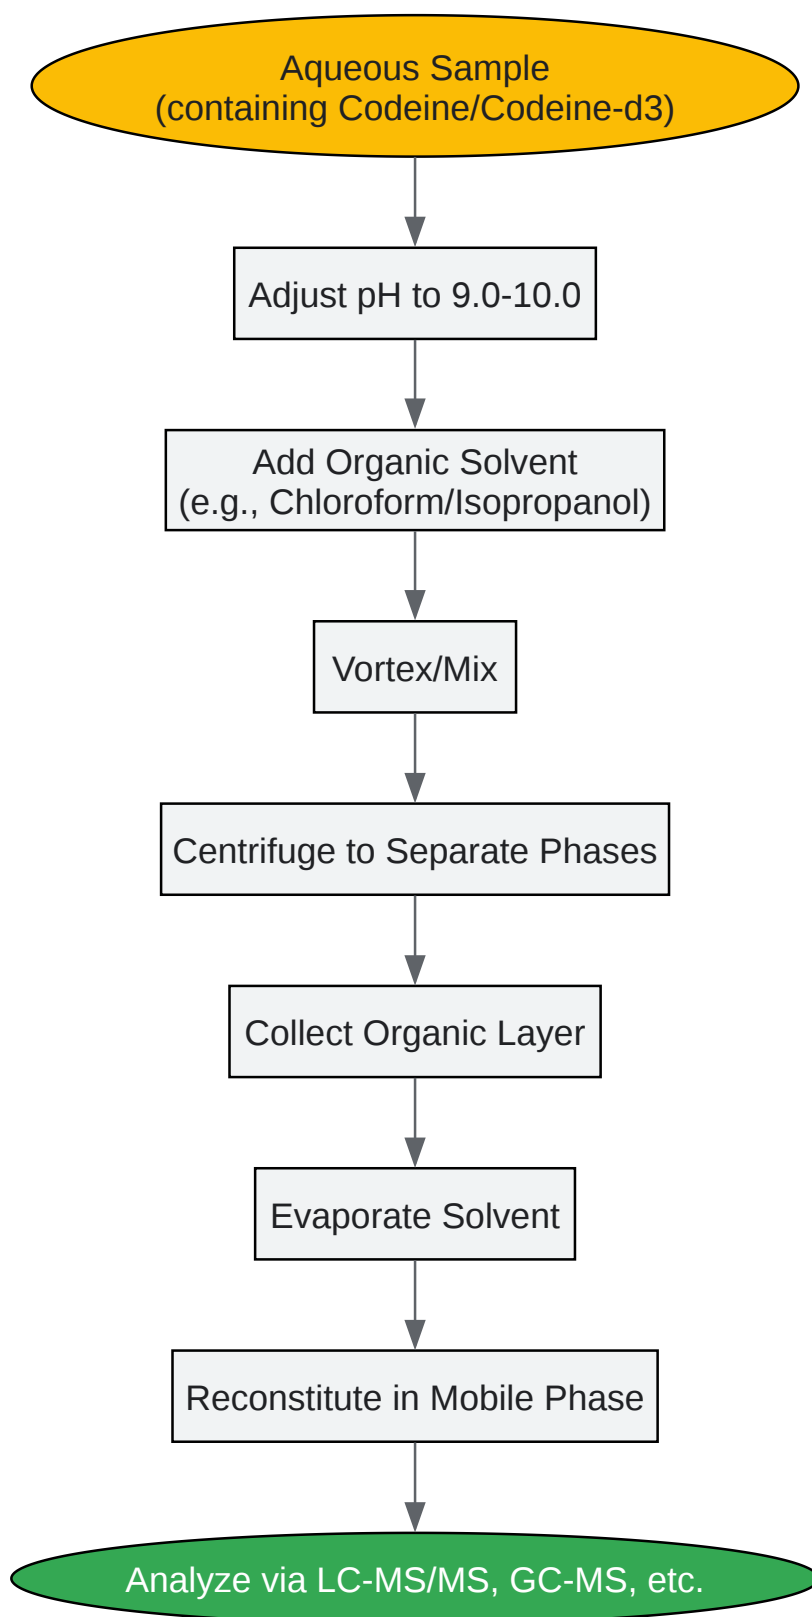 Aqueous Sample
(containing Codeine/Codeine-d3)
Adjust pH to 9.0-10.0
Add Organic Solvent
(e.g., Chloroform/Isopropanol)
Vortex/Mix
Centrifuge to Separate Phases
Collect Organic Layer
Evaporate Solvent
Reconstitute in Mobile Phase
Analyze via LC-MS/MS, GC-MS, etc.